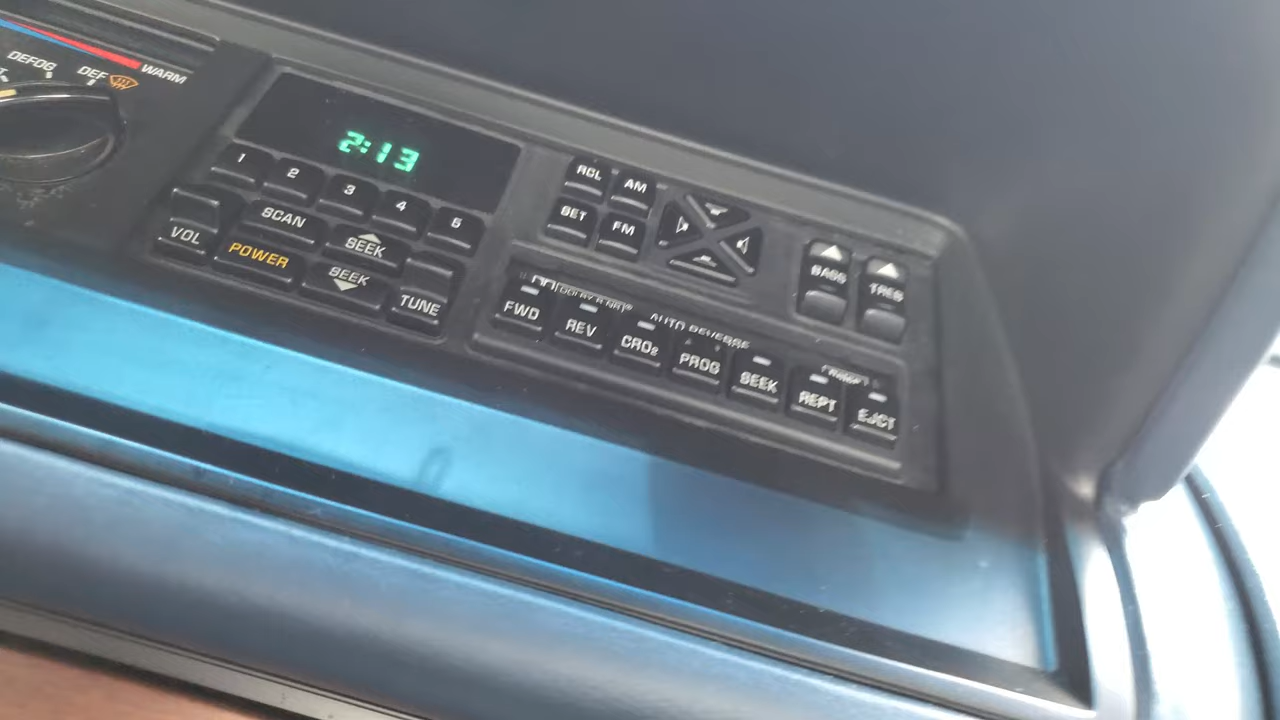 DEFOG
DEF
WARM
2:13
1 2 3 4 5
VOL
SCAN
SEEK
POWER
SEEK
TUNE
RCL AM
SET FM
BASS TREB
DOLBY B NR®
AUTO REVERSE
FWD REV CRO₂ PROG SEEK REPT EJCT